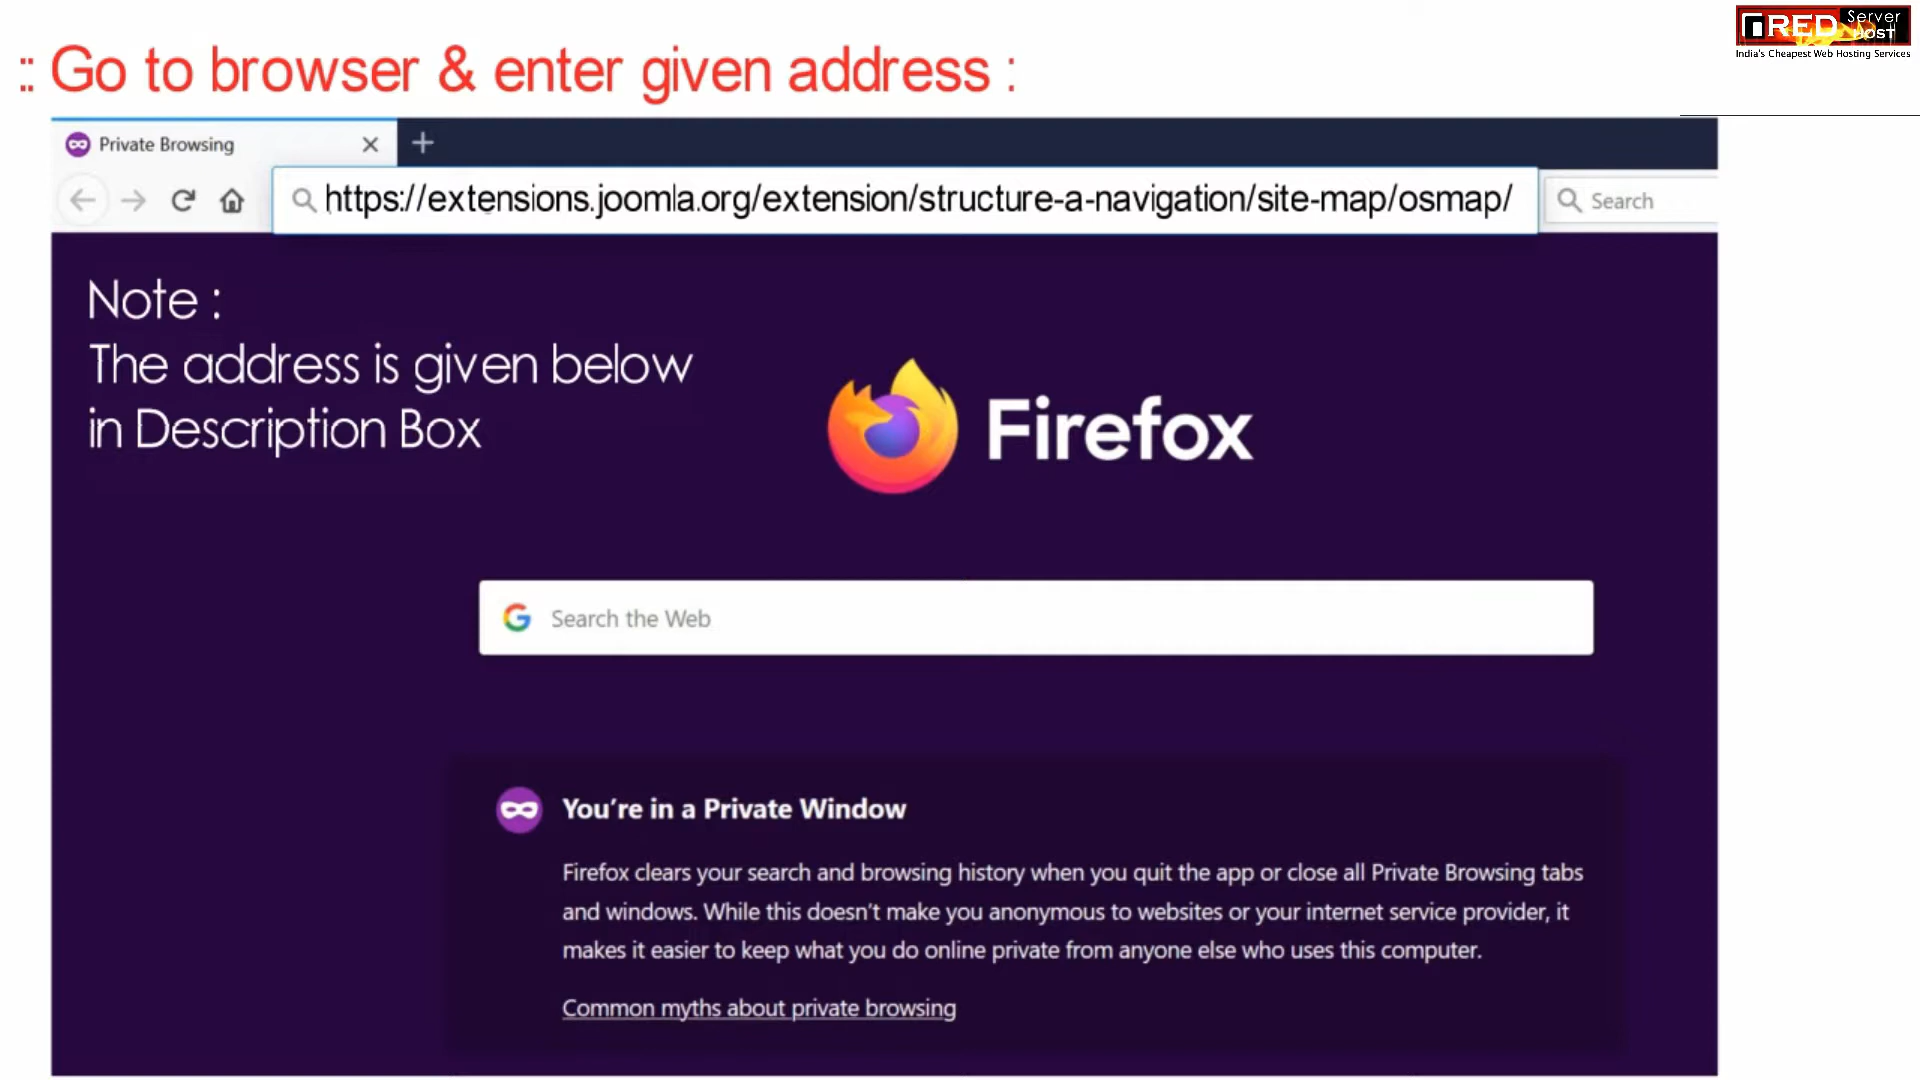 RED Server
HOST
India's Cheapest Web Hosting Services
:: Go to browser & enter given address :
Private Browsing
https://extensions.joomla.org/extension/structure-a-navigation/site-map/osmap/
Search
Note :
The address is given below
in Description Box
Firefox
Search the Web
You're in a Private Window
Firefox clears your search and browsing history when you quit the app or close all Private Browsing tabs
and windows. While this doesn't make you anonymous to websites or your internet service provider, it
makes it easier to keep what you do online private from anyone else who uses this computer.
Common myths about private browsing